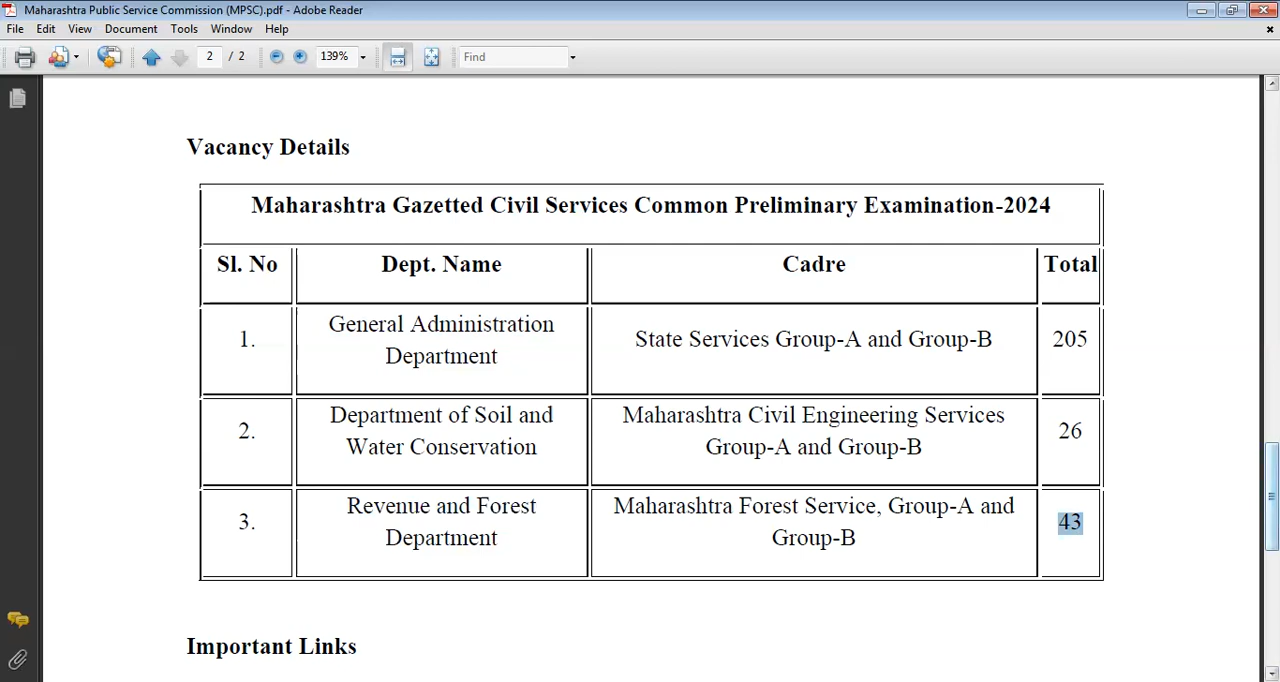 Maharashtra Public Service Commission (MPSC).pdf - Adobe Reader
File Edit View Document Tools Window Help
2 / 2 139% Find
Vacancy Details
Maharashtra Gazetted Civil Services Common Preliminary Examination-2024
Sl. No Dept. Name Cadre Total
1. General Administration Department State Services Group-A and Group-B 205
2. Department of Soil and Water Conservation Maharashtra Civil Engineering Services Group-A and Group-B 26
3. Revenue and Forest Department Maharashtra Forest Service, Group-A and Group-B 43
Important Links